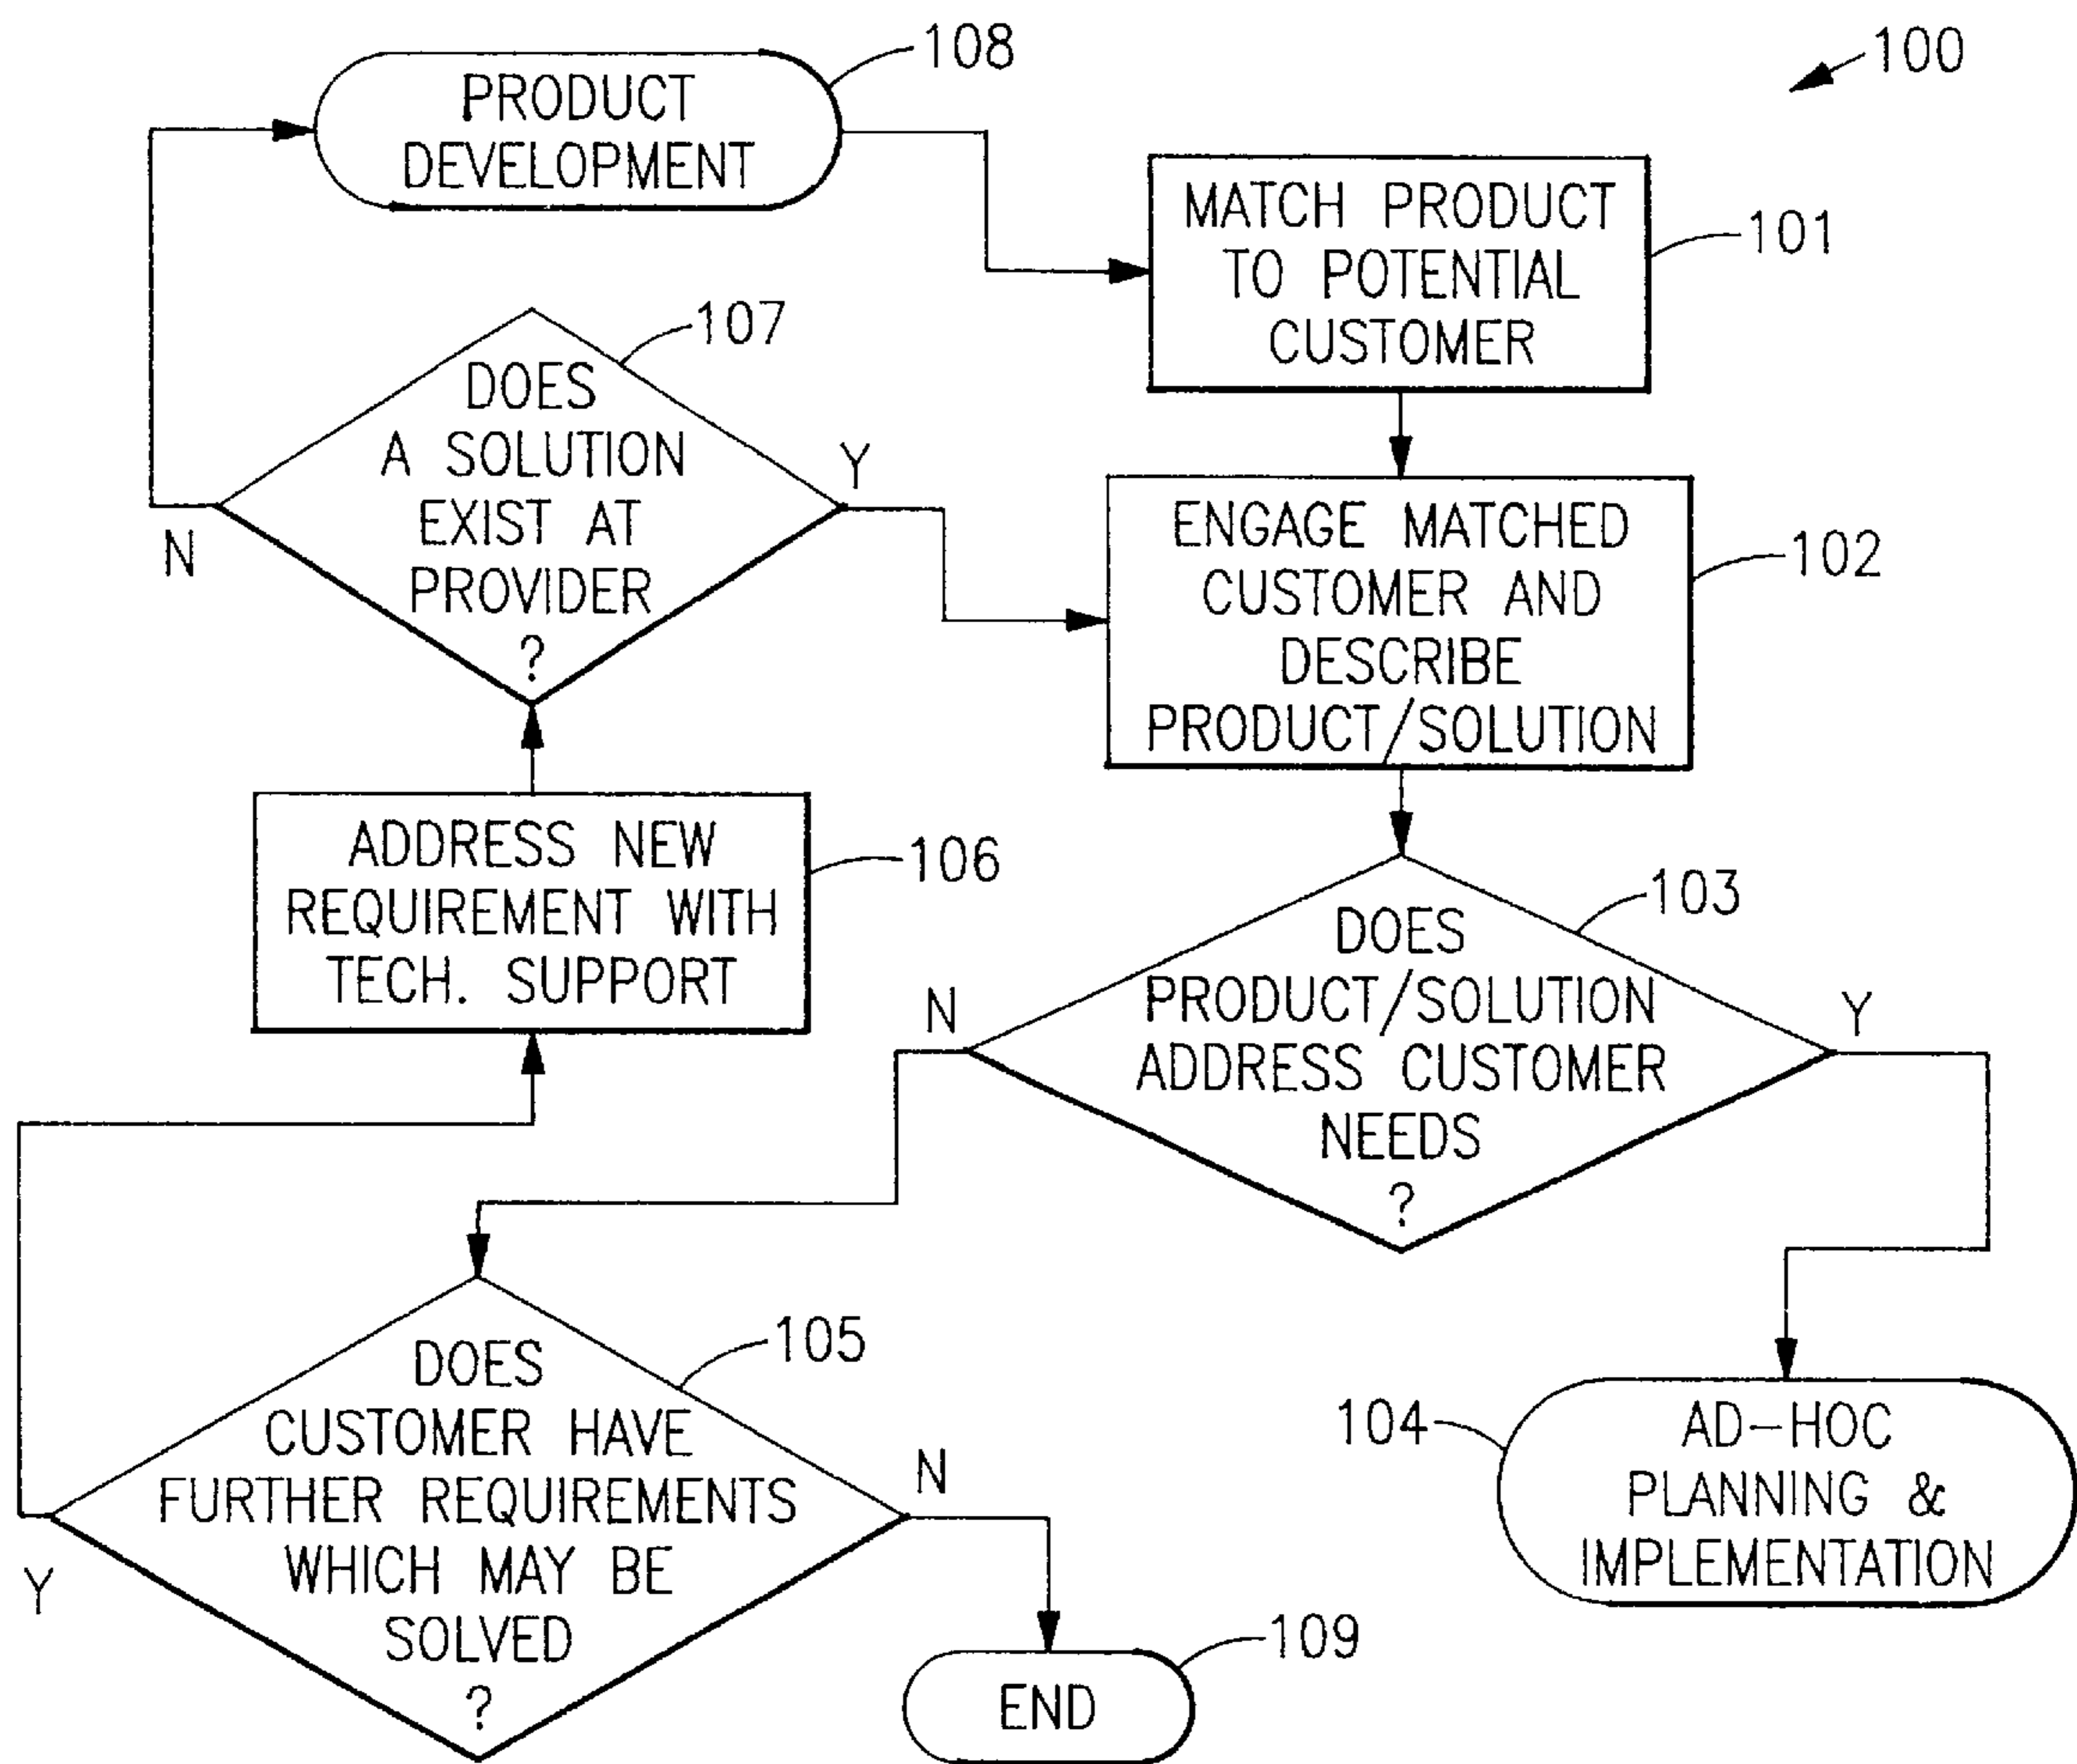 108
100
PRODUCT
DEVELOPMENT
MATCH PRODUCT
TO POTENTIAL
CUSTOMER
101
107
DOES
A SOLUTION
EXIST AT
PROVIDER
?
Y
N
ENGAGE MATCHED
CUSTOMER AND
DESCRIBE
PRODUCT/SOLUTION
102
ADDRESS NEW
REQUIREMENT WITH
TECH. SUPPORT
106
103
DOES
PRODUCT/SOLUTION
ADDRESS CUSTOMER
NEEDS
?
N
Y
105
DOES
CUSTOMER HAVE
FURTHER REQUIREMENTS
WHICH MAY BE
SOLVED
?
N
Y
104
AD-HOC
PLANNING &
IMPLEMENTATION
109
END